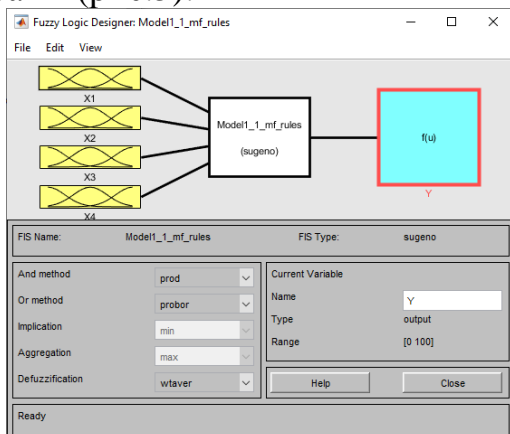 Fuzzy Logic Designer: Model1_1_mf_rules
File Edit View
X1
X2
X3
X4
Model1_1_mf_rules
(sugeno)
f(u)
Y
FIS Name: Model1_1_mf_rules FIS Type: sugeno
And method prod
Or method probor
Implication min
Aggregation max
Defuzzification wtaver
Current Variable
Name Y
Type output
Range [0 100]
Help Close
Ready